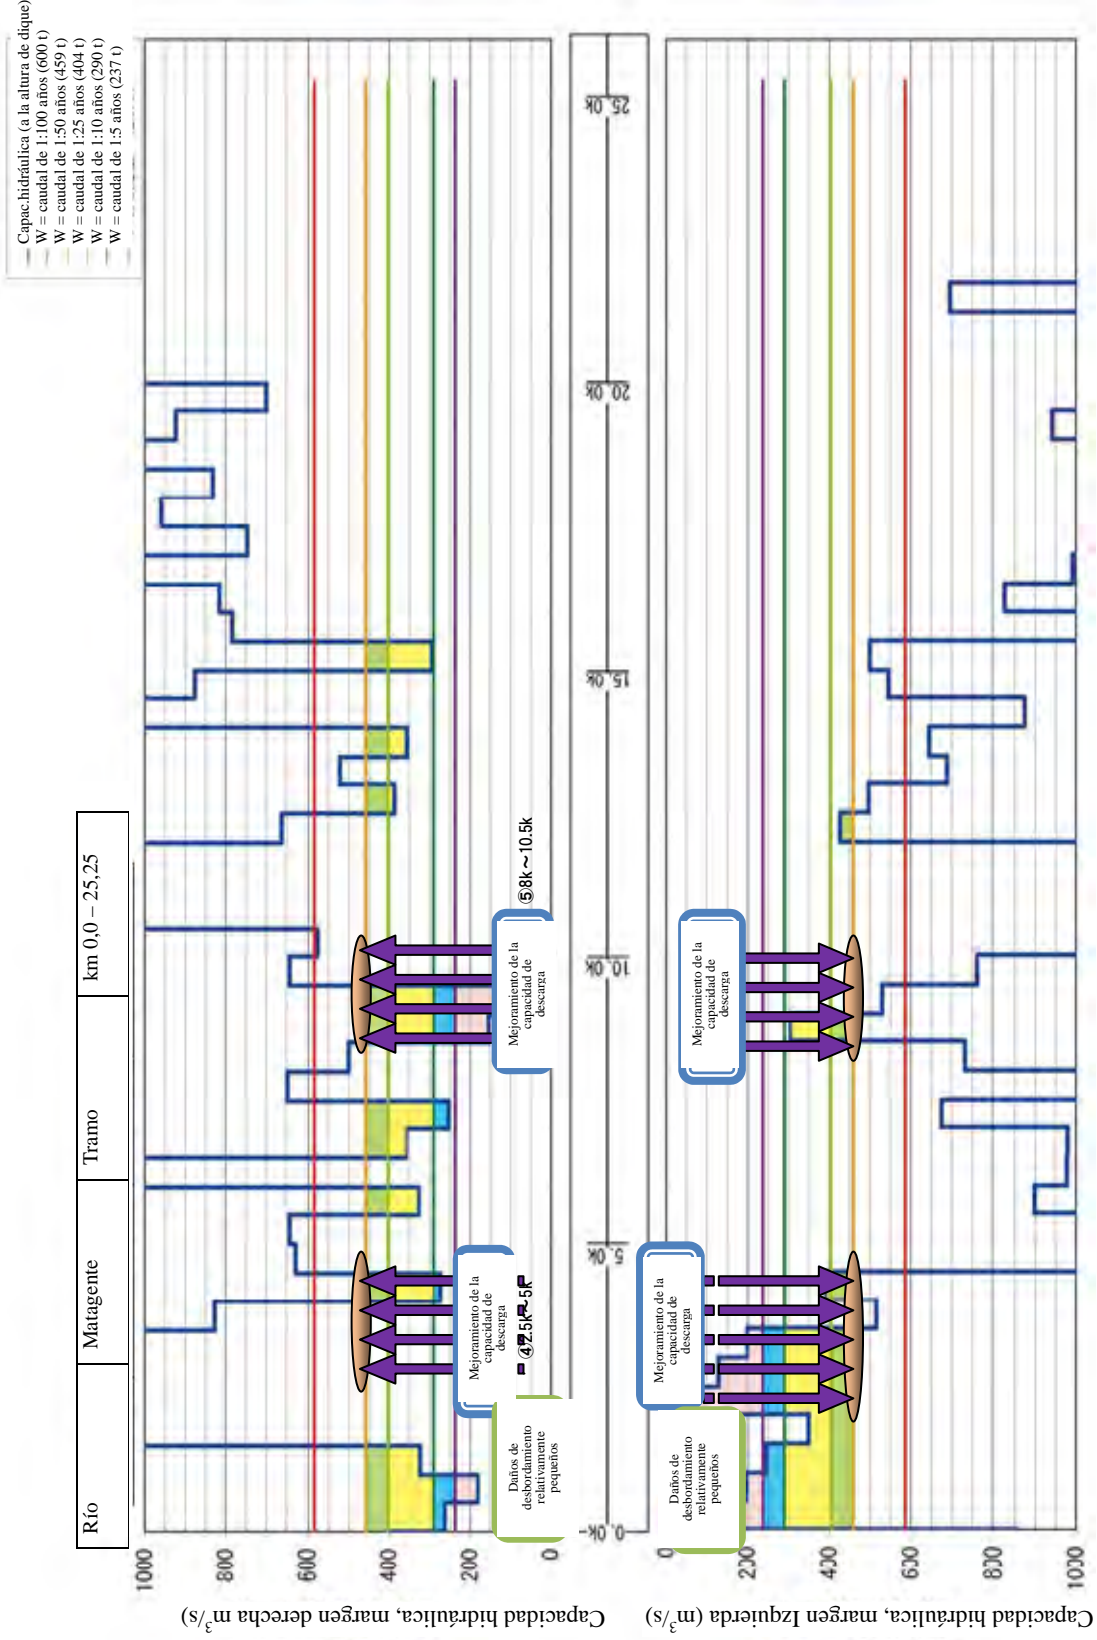 Río
Matagente
Tramo
km 0,0 – 25,25
Capac.hidráulica (a la altura de dique)
W = caudal de 1:100 años (600 t)
W = caudal de 1:50 años (459 t)
W = caudal de 1:25 años (404 t)
W = caudal de 1:10 años (290 t)
W = caudal de 1:5 años (237 t)
Capacidad hidráulica, margen derecha m³/s)
1000
800
600
400
200
0
Daños de
desbordamiento
relativamente
pequeños
Mejoramiento de la
capacidad de
descarga
④2.5k~5k
Mejoramiento de la
capacidad de
descarga
⑤8k~10.5k
0.0k
5.0k
10.0k
15.0k
20.0k
25.0k
Capacidad hidráulica, margen Izquierda (m³/s)
0
200
400
600
800
1000
Daños de
desbordamiento
relativamente
pequeños
Mejoramiento de la
capacidad de
descarga
Mejoramiento de la
capacidad de
descarga